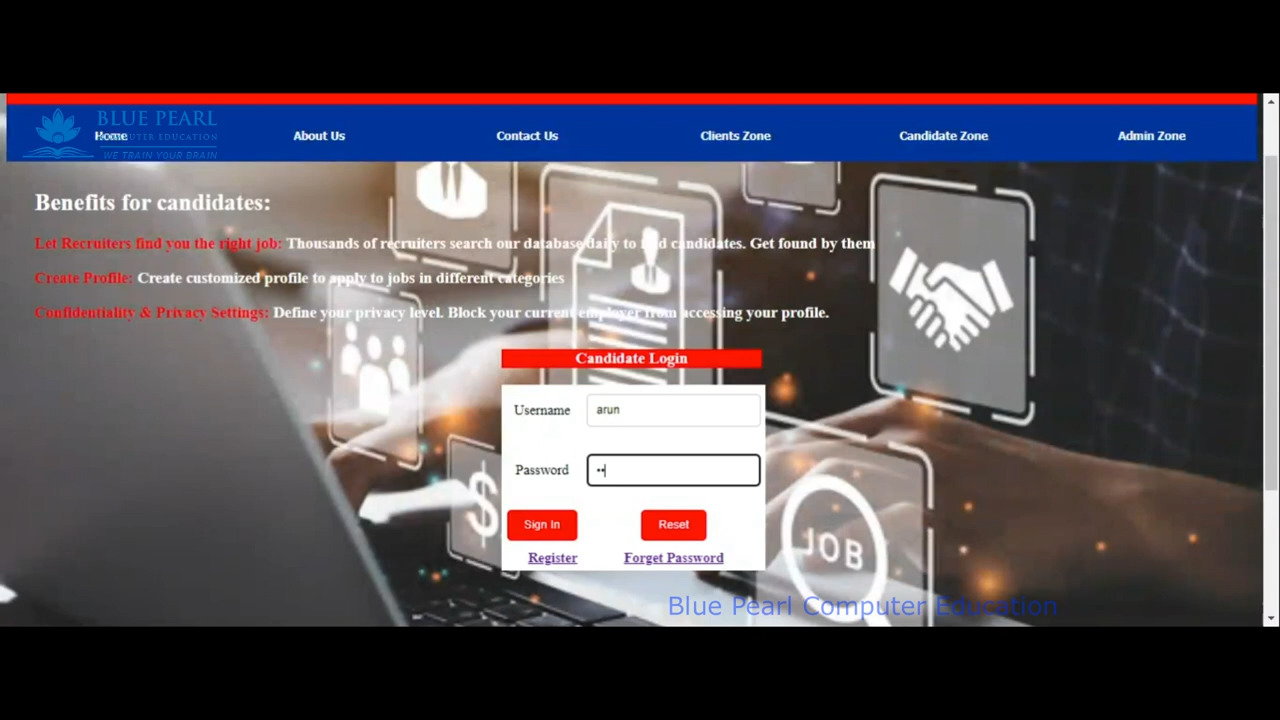 BLUE PEARL
COMPUTER EDUCATION
WE TRAIN YOUR BRAIN
Home
About Us
Contact Us
Clients Zone
Candidate Zone
Admin Zone
Benefits for candidates:
Let Recruiters find you the right job: Thousands of recruiters search our database daily to find candidates. Get found by them
Create Profile: Create customized profile to apply to jobs in different categories
Confidentiality & Privacy Settings: Define your privacy level. Block your current employer from accessing your profile.
Candidate Login
Username
arun
Password
••
Sign In
Reset
Register
Forget Password
$
JOB
Blue Pearl Computer Education